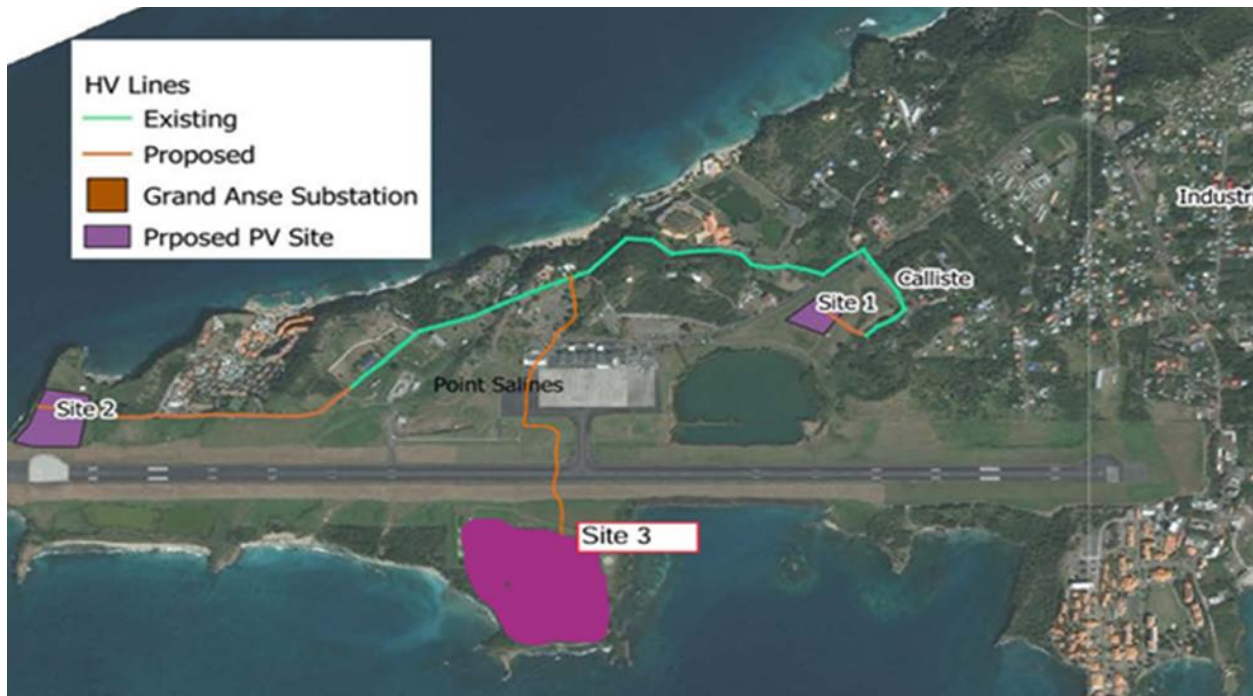 HV Lines
Existing
Proposed
Grand Anse Substation
Prposed PV Site
Industr
Calliste
Site 1
Point Salines
Site 2
Site 3